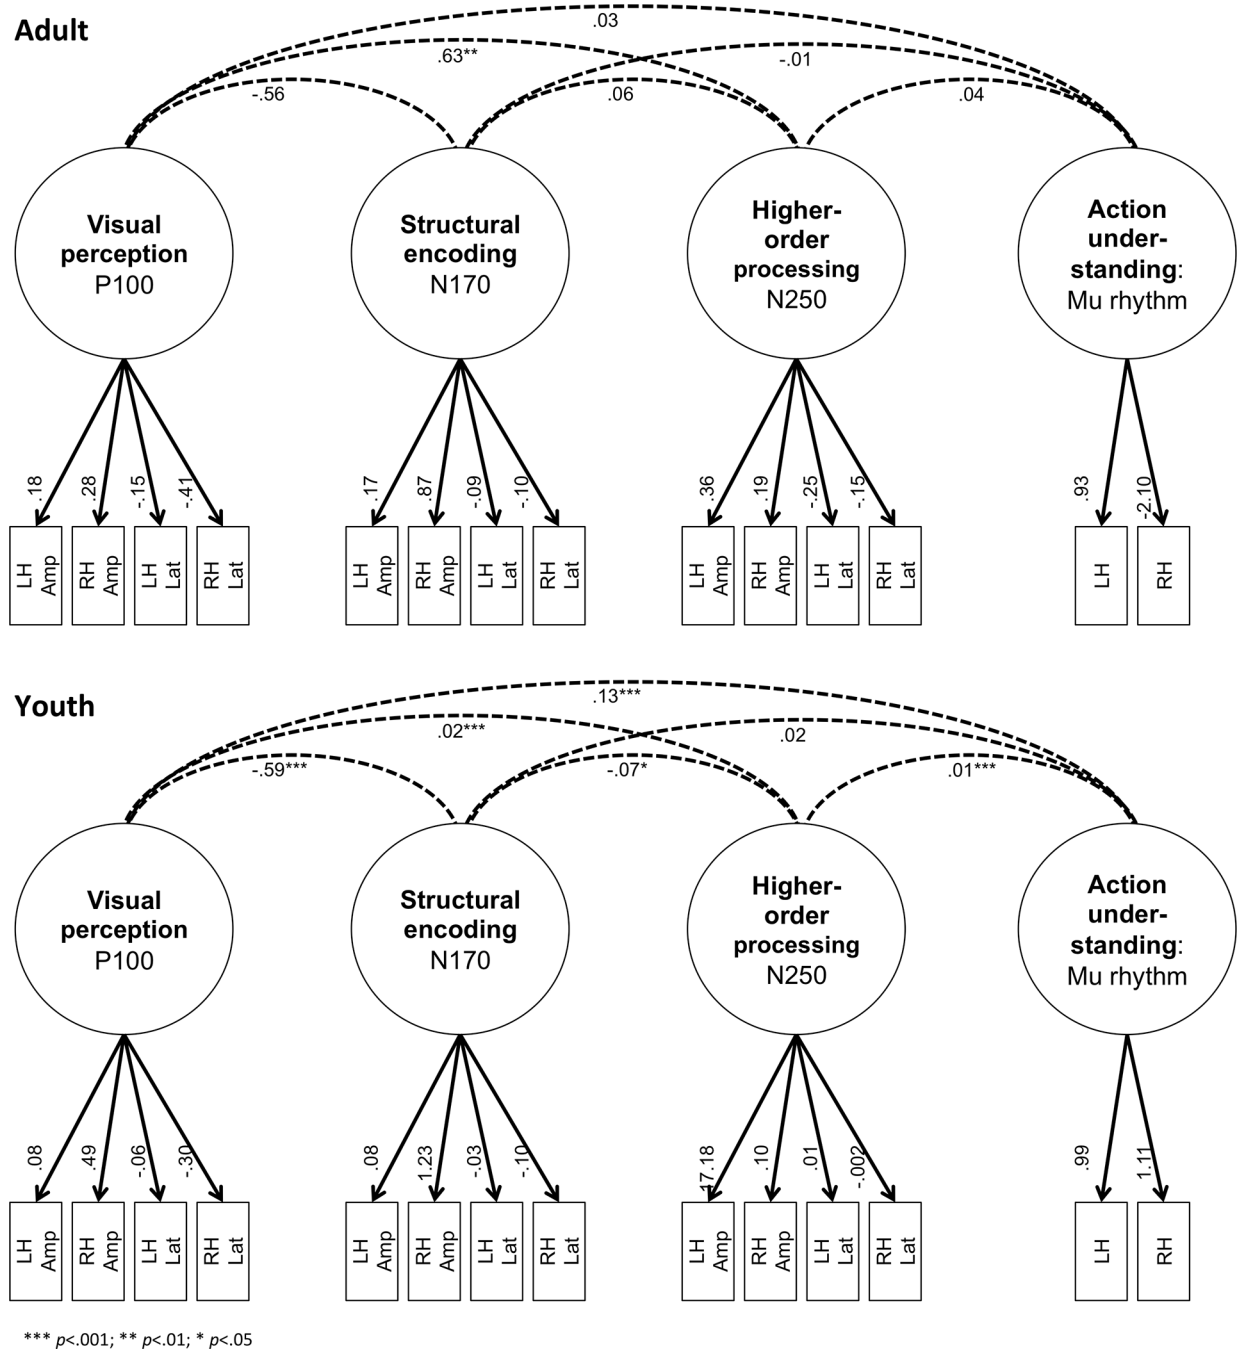 Adult
.03
.63**
-.01
-.56
.06
.04
Visual
perception
P100
Structural
encoding
N170
Higher-
order
processing
N250
Action
under-
standing:
Mu rhythm
.18
.28
-.15
-.41
.17
.87
-.09
-.10
.36
.19
-.25
-.15
.93
-2.10
LH
Amp
RH
Amp
LH
Lat
RH
Lat
LH
Amp
RH
Amp
LH
Lat
RH
Lat
LH
Amp
RH
Amp
LH
Lat
RH
Lat
LH
RH
Youth
.13***
.02***
.02
-.59***
-.07*
.01***
Visual
perception
P100
Structural
encoding
N170
Higher-
order
processing
N250
Action
under-
standing:
Mu rhythm
.08
.49
-.06
-.30
.08
1.23
-.03
-.10
17.18
.10
.01
-.002
.99
1.11
LH
Amp
RH
Amp
LH
Lat
RH
Lat
LH
Amp
RH
Amp
LH
Lat
RH
Lat
LH
Amp
RH
Amp
LH
Lat
RH
Lat
LH
RH
*** p<.001; ** p<.01; * p<.05